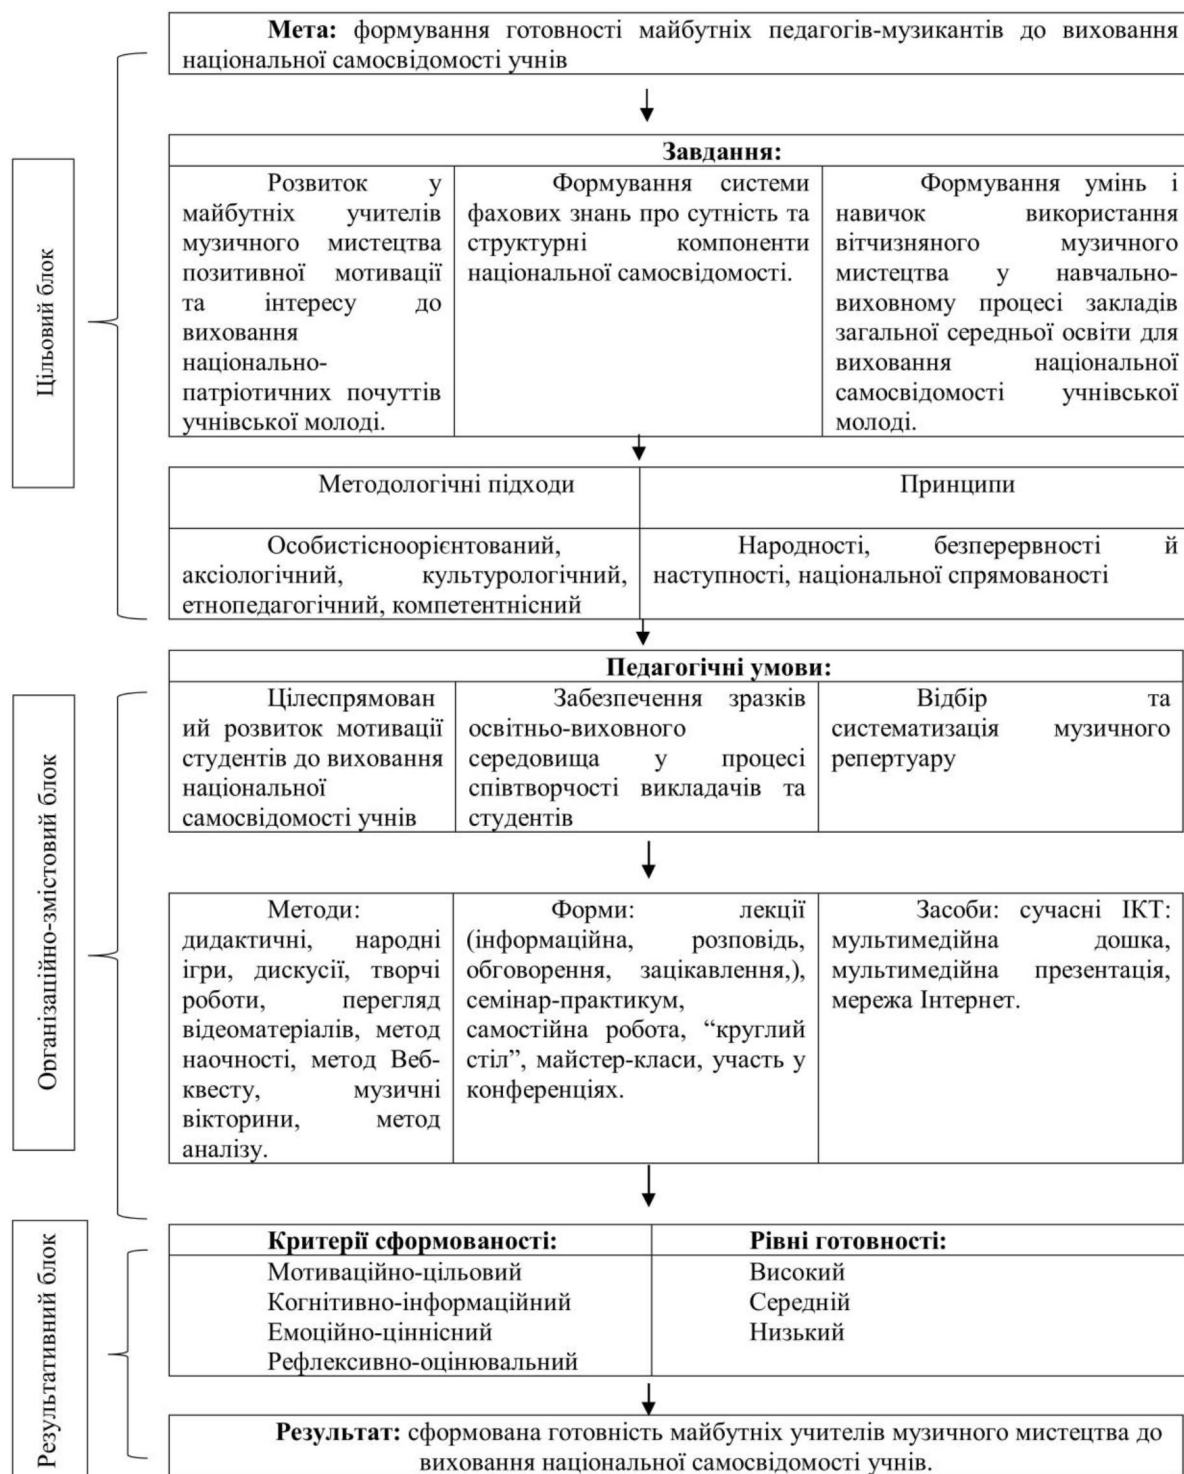 Мета: формування готовності майбутніх педагогів-музикантів до виховання
національної самосвідомості учнів
Цільовий блок
Завдання:
Розвиток у
майбутніх учителів
музичного мистецтва
позитивної мотивації
та інтересу до
виховання
національно-
патріотичних почуттів
учнівської молоді.
Формування системи
фахових знань про сутність та
структурні компоненти
національної самосвідомості.
Формування умінь і
навичок використання
вітчизняного музичного
мистецтва у навчально-
виховному процесі закладів
загальної середньої освіти для
виховання національної
самосвідомості учнівської
молоді.
Методологічні підходи
Принципи
Особистісноорієнтований,
аксіологічний, культурологічний,
етнопедагогічний, компетентнісний
Народності, безперервності й
наступності, національної спрямованості
Організаційно-змістовий блок
Педагогічні умови:
Цілеспрямован
ий розвиток мотивації
студентів до виховання
національної
самосвідомості учнів
Забезпечення зразків
освітньо-виховного
середовища у процесі
співтворчості викладачів та
студентів
Відбір та
систематизація музичного
репертуару
Методи:
дидактичні, народні
ігри, дискусії, творчі
роботи, перегляд
відеоматеріалів, метод
наочності, метод Веб-
квесту, музичні
вікторини, метод
аналізу.
Форми: лекції
(інформаційна, розповідь,
обговорення, зацікавлення,),
семінар-практикум,
самостійна робота, “круглий
стіл”, майстер-класи, участь у
конференціях.
Засоби: сучасні ІКТ:
мультимедійна дошка,
мультимедійна презентація,
мережа Інтернет.
Результативний блок
Критерії сформованості:
Мотиваційно-цільовий
Когнітивно-інформаційний
Емоційно-ціннісний
Рефлексивно-оцінювальний
Рівні готовності:
Високий
Середній
Низький
Результат: сформована готовність майбутніх учителів музичного мистецтва до
виховання національної самосвідомості учнів.